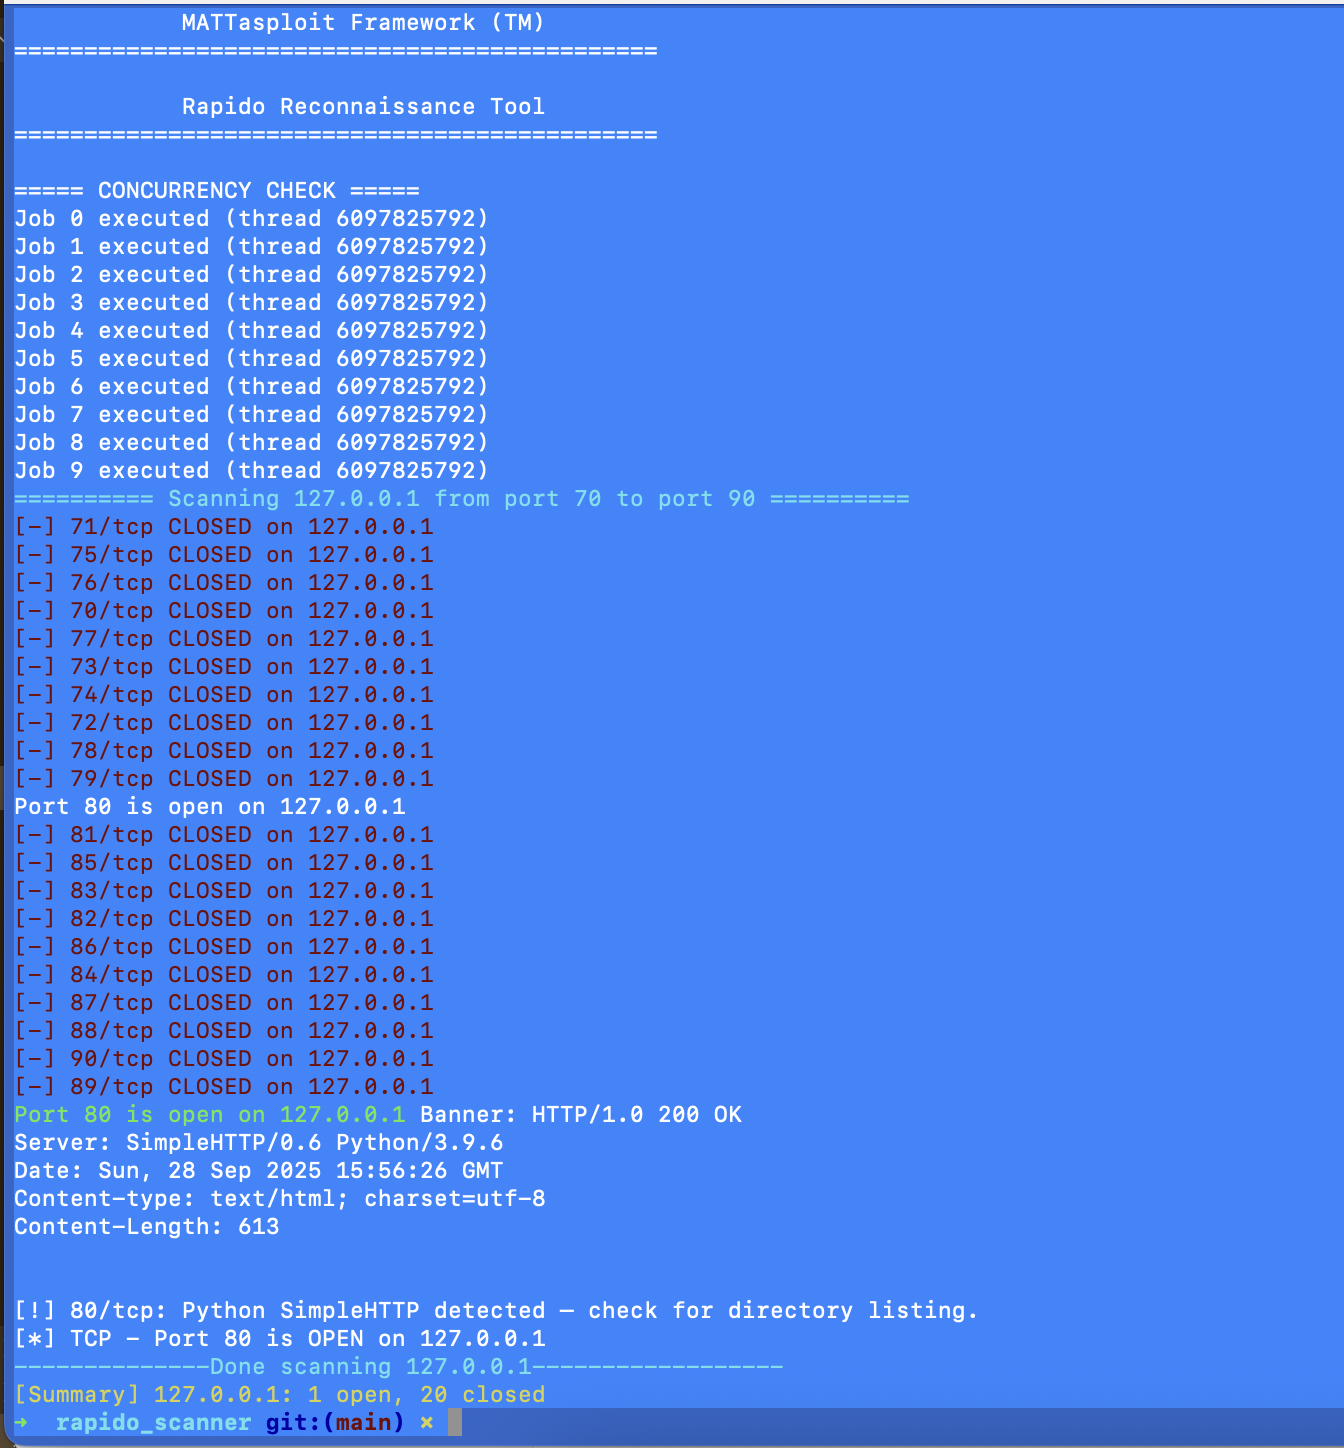 MATTasploit Framework (TM)
==============================================
Rapido Reconnaissance Tool
==============================================
===== CONCURRENCY CHECK =====
Job 0 executed (thread 6097825792)
Job 1 executed (thread 6097825792)
Job 2 executed (thread 6097825792)
Job 3 executed (thread 6097825792)
Job 4 executed (thread 6097825792)
Job 5 executed (thread 6097825792)
Job 6 executed (thread 6097825792)
Job 7 executed (thread 6097825792)
Job 8 executed (thread 6097825792)
Job 9 executed (thread 6097825792)
========== Scanning 127.0.0.1 from port 70 to port 90 ==========
[-] 71/tcp CLOSED on 127.0.0.1
[-] 75/tcp CLOSED on 127.0.0.1
[-] 76/tcp CLOSED on 127.0.0.1
[-] 70/tcp CLOSED on 127.0.0.1
[-] 77/tcp CLOSED on 127.0.0.1
[-] 73/tcp CLOSED on 127.0.0.1
[-] 74/tcp CLOSED on 127.0.0.1
[-] 72/tcp CLOSED on 127.0.0.1
[-] 78/tcp CLOSED on 127.0.0.1
[-] 79/tcp CLOSED on 127.0.0.1
Port 80 is open on 127.0.0.1
[-] 81/tcp CLOSED on 127.0.0.1
[-] 85/tcp CLOSED on 127.0.0.1
[-] 83/tcp CLOSED on 127.0.0.1
[-] 82/tcp CLOSED on 127.0.0.1
[-] 86/tcp CLOSED on 127.0.0.1
[-] 84/tcp CLOSED on 127.0.0.1
[-] 87/tcp CLOSED on 127.0.0.1
[-] 88/tcp CLOSED on 127.0.0.1
[-] 90/tcp CLOSED on 127.0.0.1
[-] 89/tcp CLOSED on 127.0.0.1
Port 80 is open on 127.0.0.1 Banner: HTTP/1.0 200 OK
Server: SimpleHTTP/0.6 Python/3.9.6
Date: Sun, 28 Sep 2025 15:56:26 GMT
Content-type: text/html; charset=utf-8
Content-Length: 613
[!] 80/tcp: Python SimpleHTTP detected — check for directory listing.
[*] TCP - Port 80 is OPEN on 127.0.0.1
--------------Done scanning 127.0.0.1------------------
[Summary] 127.0.0.1: 1 open, 20 closed
➜  rapido_scanner git:(main) ✗